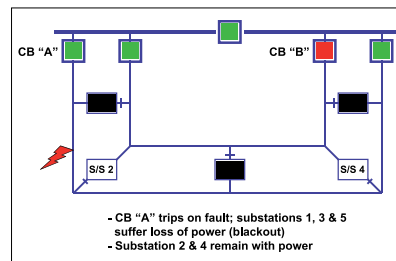 CB “A”
CB “B”
S/S 2
S/S 4
- CB “A” trips on fault; substations 1, 3 & 5
suffer loss of power (blackout)
- Substation 2 & 4 remain with power